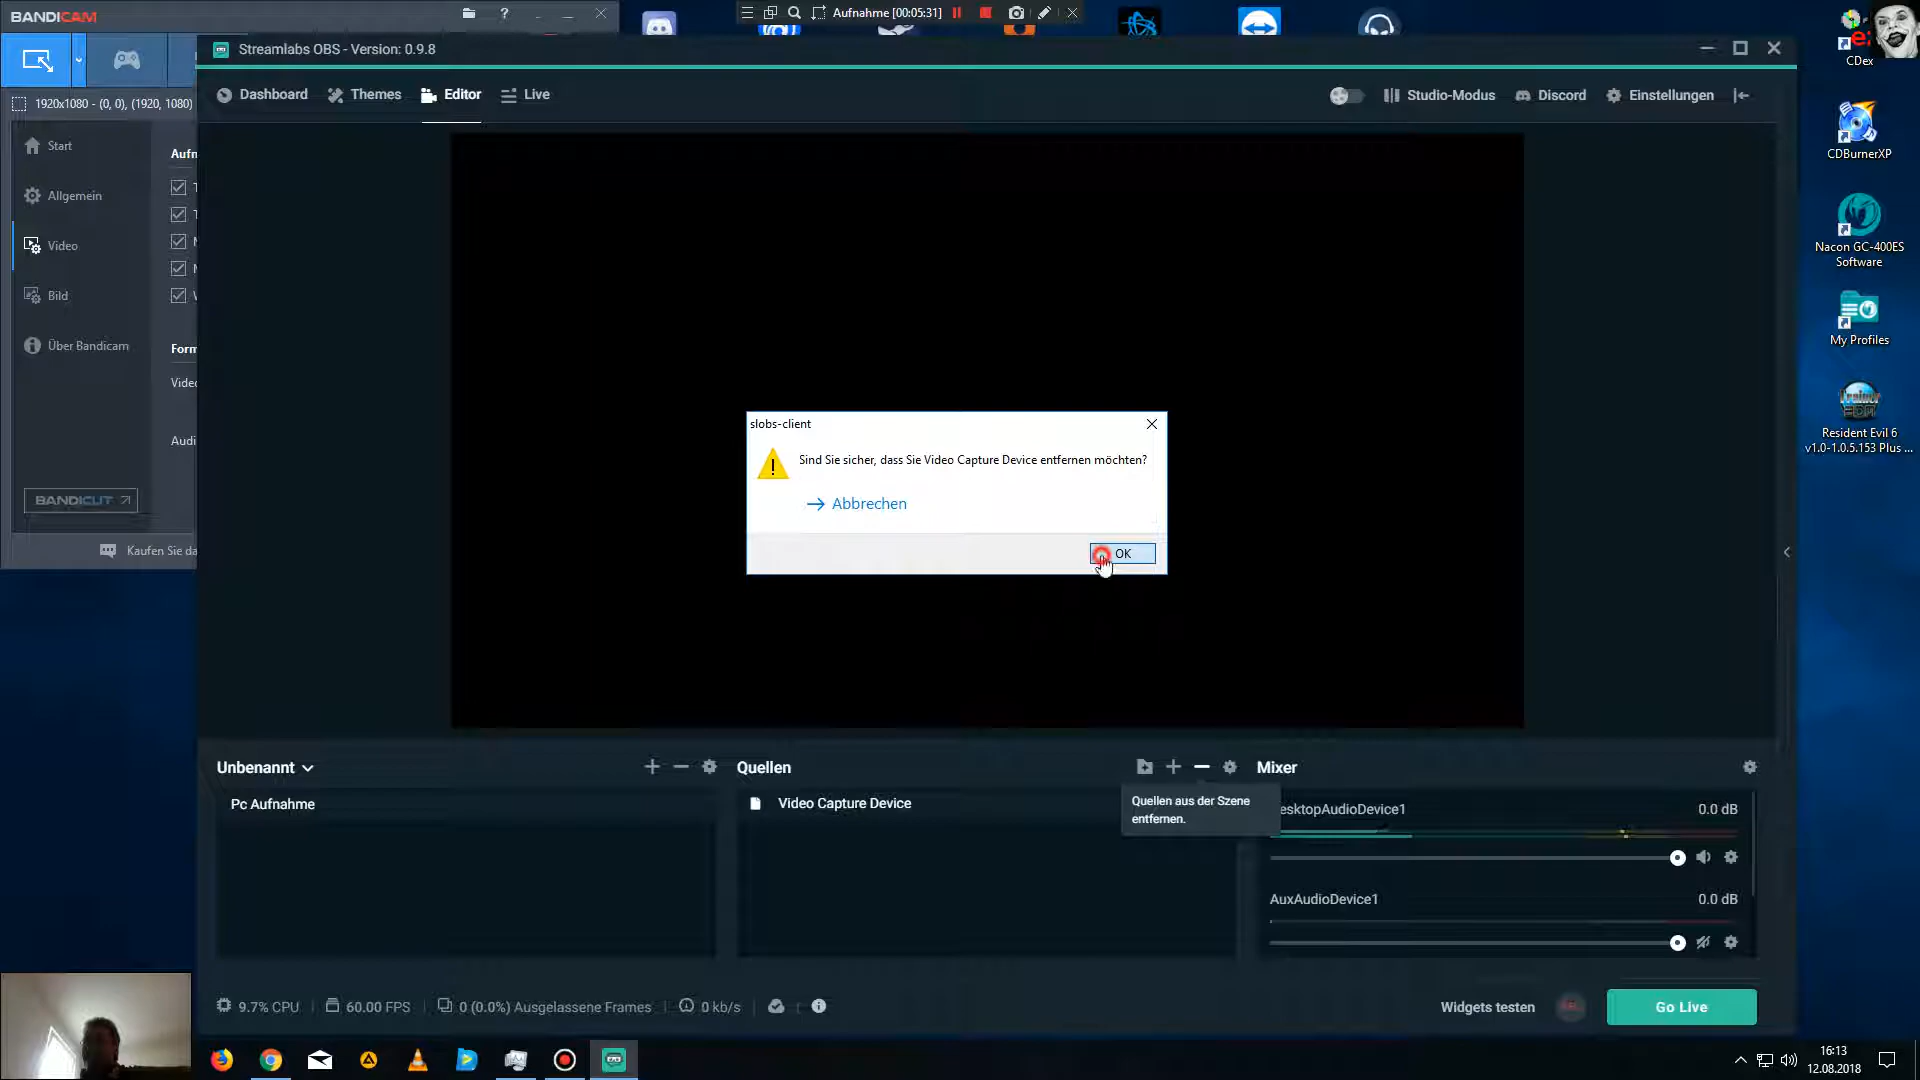 BANDICAM
?
Aufnahme [00:05:31]
1920x1080 - (0, 0), (1920, 1080)
Start
Allgemein
Video
Bild
Über Bandicam
BANDICUT
Kaufen Sie da
Aufn
Form
Video
Audi
Streamlabs OBS - Version: 0.9.8
Dashboard
Themes
Editor
Live
Studio-Modus
Discord
Einstellungen
slobs-client
Sind Sie sicher, dass Sie Video Capture Device entfernen möchten?
Abbrechen
OK
Unbenannt
Pc Aufnahme
Quellen
Video Capture Device
Quellen aus der Szene
entfernen.
Mixer
esktopAudioDevice1
0.0 dB
AuxAudioDevice1
0.0 dB
9.7% CPU
60.00 FPS
0 (0.0%) Ausgelassene Frames
0 kb/s
Widgets testen
Go Live
CDex
CDBurnerXP
Nacon GC-400ES
Software
My Profiles
Resident Evil 6
v1.0-1.0.5.153 Plus ...
16:13
12.08.2018